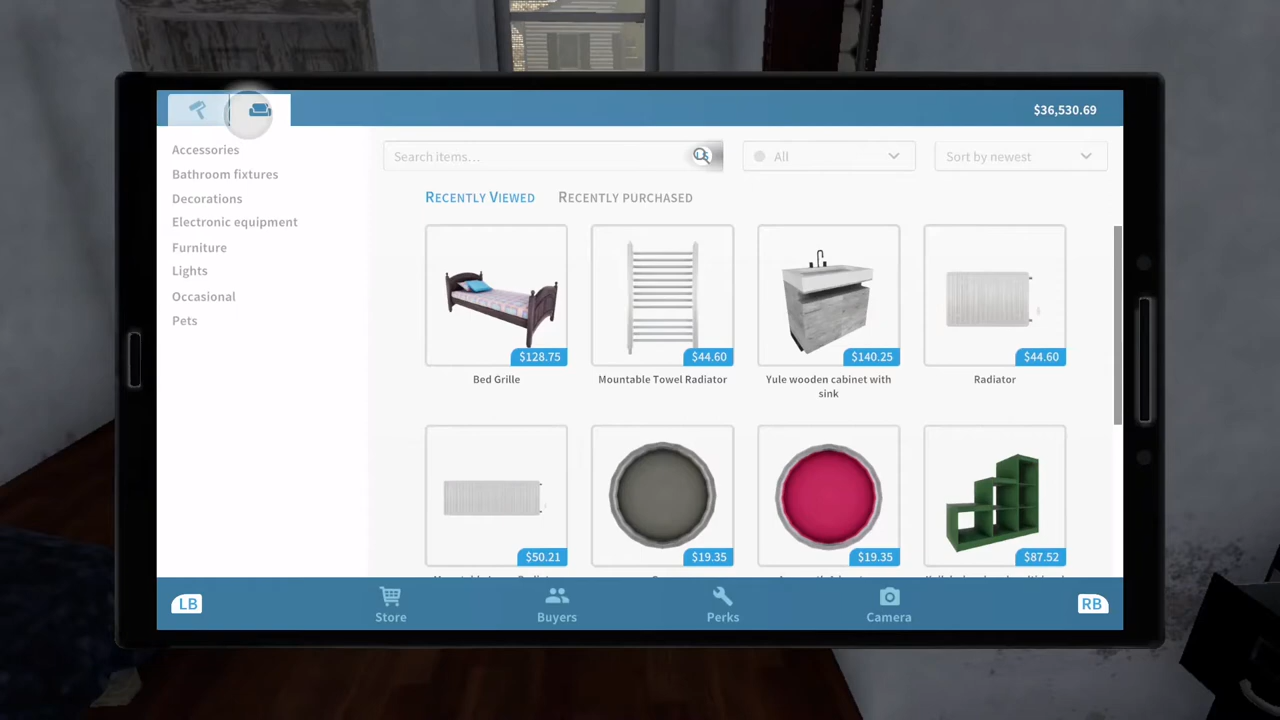 $36,530.69
Accessories
Bathroom fixtures
Decorations
Electronic equipment
Furniture
Lights
Occasional
Pets
Search items...
All
Sort by newest
RECENTLY VIEWED
RECENTLY PURCHASED
$128.75
$44.60
$140.25
$44.60
Bed Grille
Mountable Towel Radiator
Yule wooden cabinet with
sink
Radiator
$50.21
$19.35
$19.35
$87.52
LB
Store
Buyers
Perks
Camera
RB